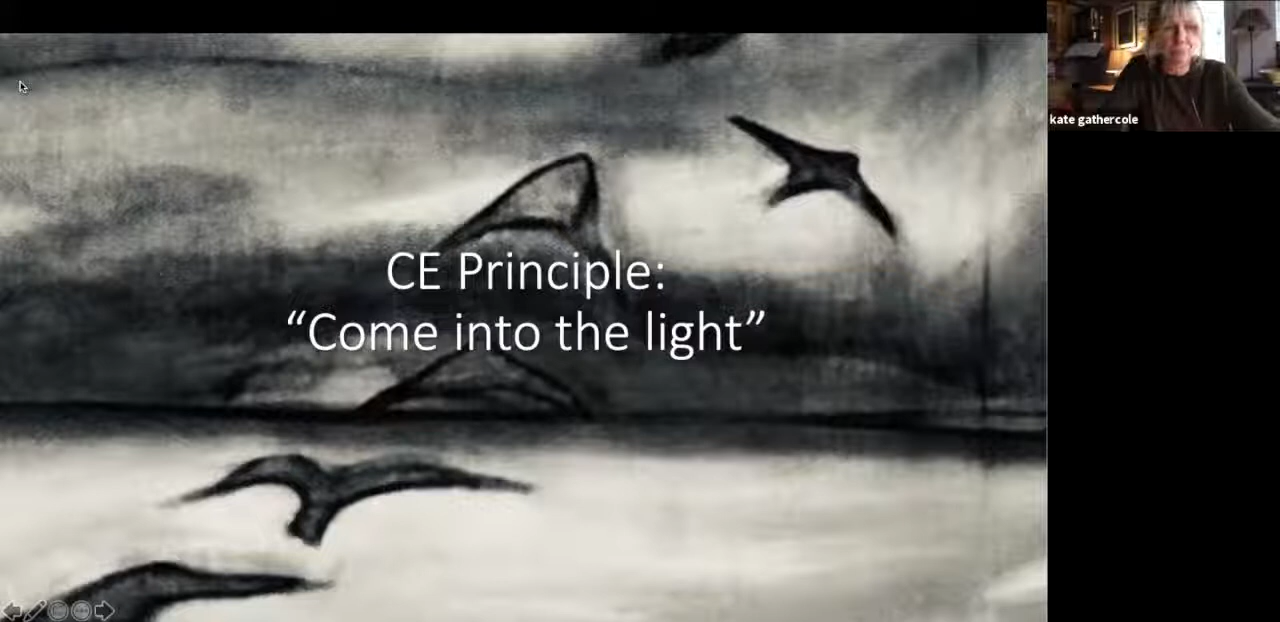 CE Principle:
“Come into the light”
kate gathercole